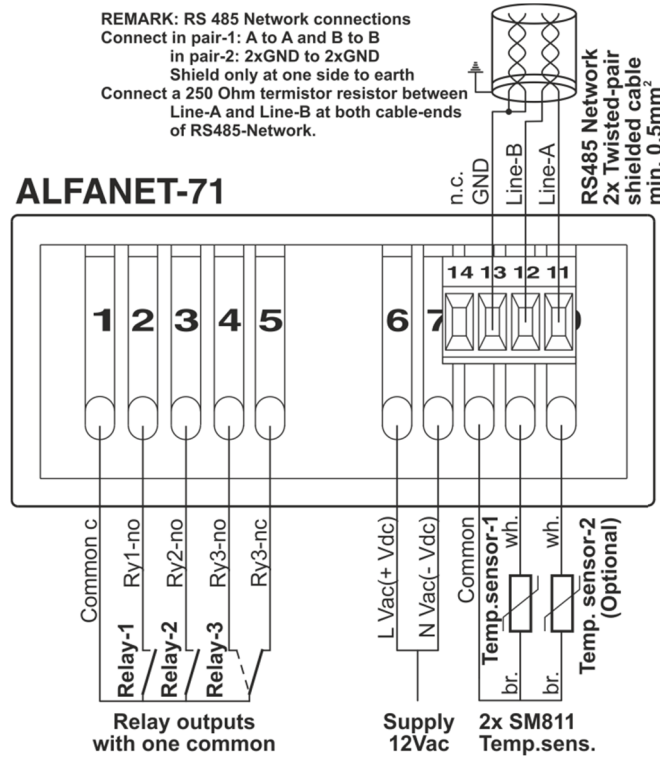 REMARK: RS 485 Network connections
Connect in pair-1: A to A and B to B
in pair-2: 2xGND to 2xGND
Shield only at one side to earth
Connect a 250 Ohm termistor resistor between
Line-A and Line-B at both cable-ends
of RS485-Network.
RS485 Network
2x Twisted-pair
shielded cable
min. 0.5mm²
n.c.
GND
Line-B
Line-A
ALFANET-71
14 13 12 11
1 2 3 4 5 6 7
Common c
Ry1-no
Ry2-no
Ry3-no
Ry3-nc
L Vac(+ Vdc)
N Vac(- Vdc)
Common
Temp.sensor-1
wh.
wh.
Temp. sensor-2
(Optional)
Relay-1
Relay-2
Relay-3
br.
br.
Relay outputs
with one common
Supply
12Vac
2x SM811
Temp.sens.